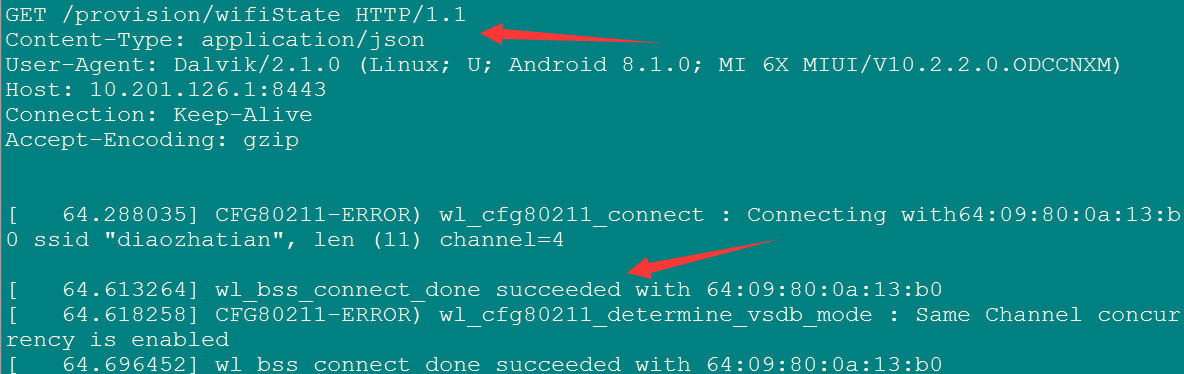 GET /provision/wifiState HTTP/1.1
Content-Type: application/json
User-Agent: Dalvik/2.1.0 (Linux; U; Android 8.1.0; MI 6X MIUI/V10.2.2.0.ODCCNXM)
Host: 10.201.126.1:8443
Connection: Keep-Alive
Accept-Encoding: gzip
[   64.288035] CFG80211-ERROR) wl_cfg80211_connect : Connecting with64:09:80:0a:13:b
0 ssid "diaozhatian", len (11) channel=4
[   64.613264] wl_bss_connect_done succeeded with 64:09:80:0a:13:b0
[   64.618258] CFG80211-ERROR) wl_cfg80211_determine_vsdb_mode : Same Channel concur
rency is enabled
[   64.696452] wl_bss_connect_done succeeded with 64:09:80:0a:13:b0